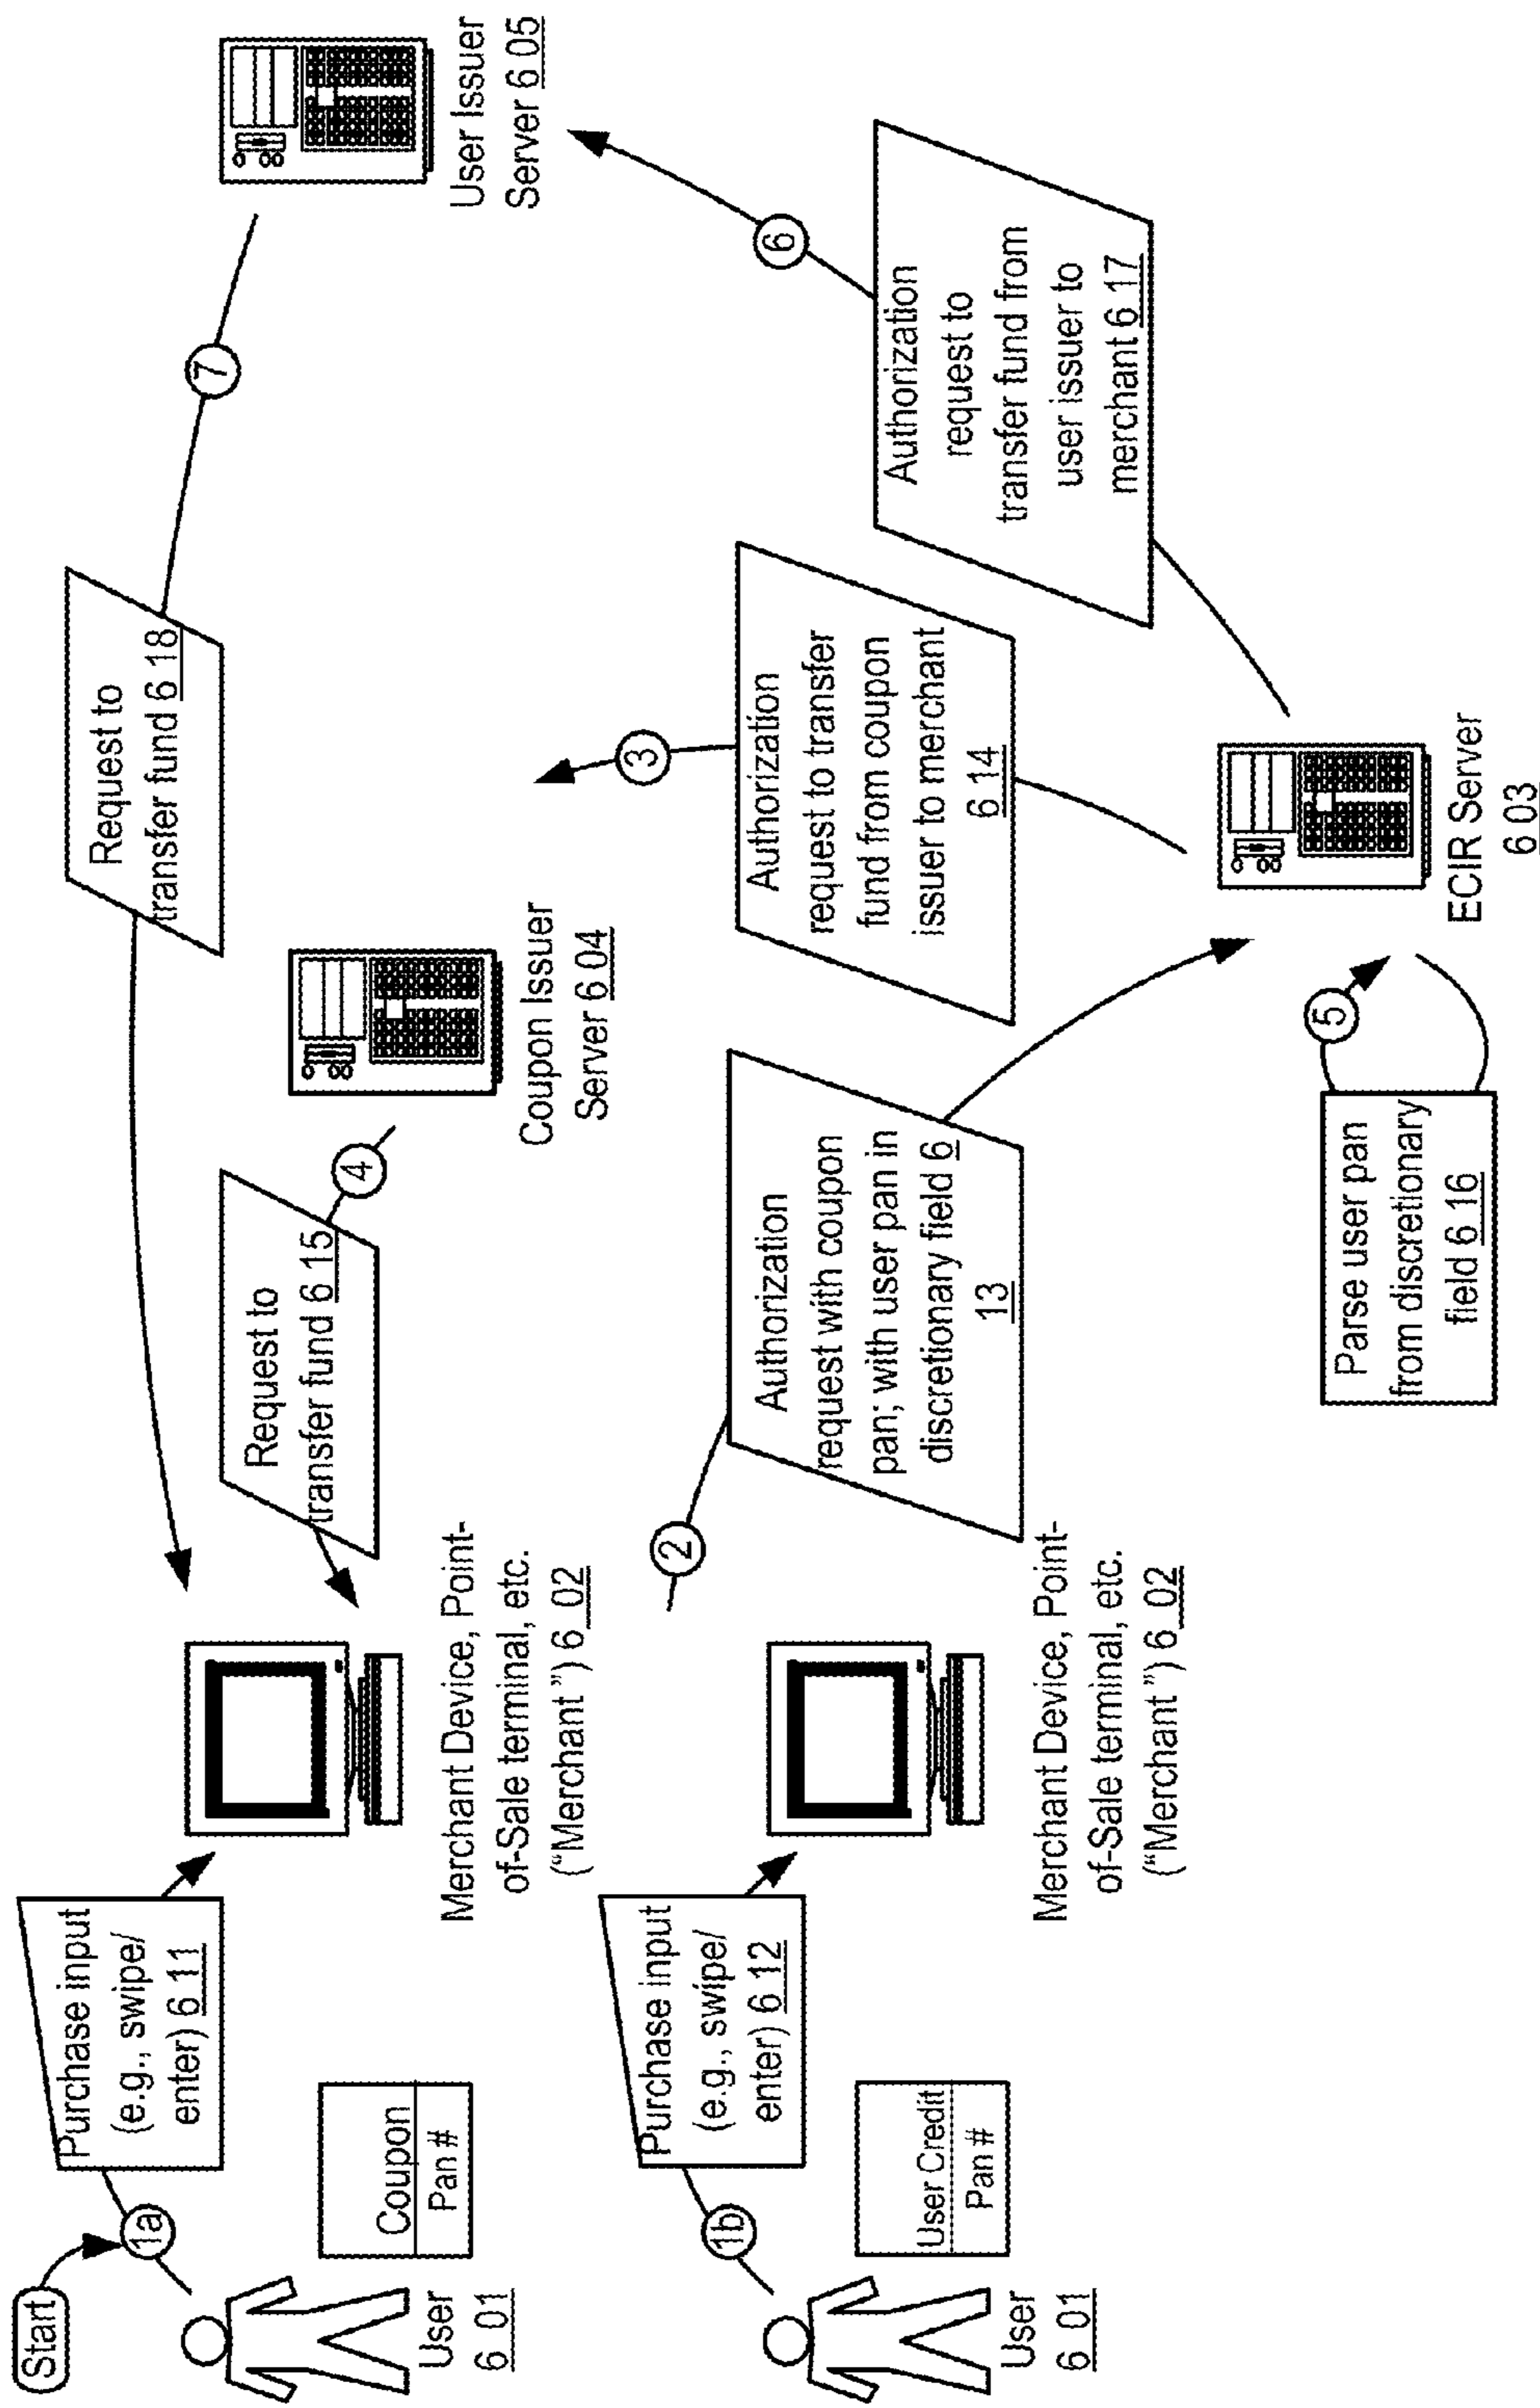 Start
1a
Purchase input
(e.g., swipe/
enter) 6 11
Coupon
Pan #
User
6 01
Merchant Device, Point-
of-Sale terminal, etc.
(“Merchant ”) 6 02
Request to
transfer fund 6 15
4
Coupon Issuer
Server 6 04
Request to
transfer fund 6 18
7
User Issuer
Server 6 05
1b
Purchase input
(e.g., swipe/
enter) 6 12
User Credit
Pan #
User
6 01
Merchant Device, Point-
of-Sale terminal, etc.
(“Merchant ”) 6 02
2
Authorization
request with coupon
pan; with user pan in
discretionary field 6
13
3
Authorization
request to transfer
fund from coupon
issuer to merchant
6 14
6
Authorization
request to
transfer fund from
user issuer to
merchant 6 17
Parse user pan
from discretionary
field 6 16
5
ECIR Server
6 03